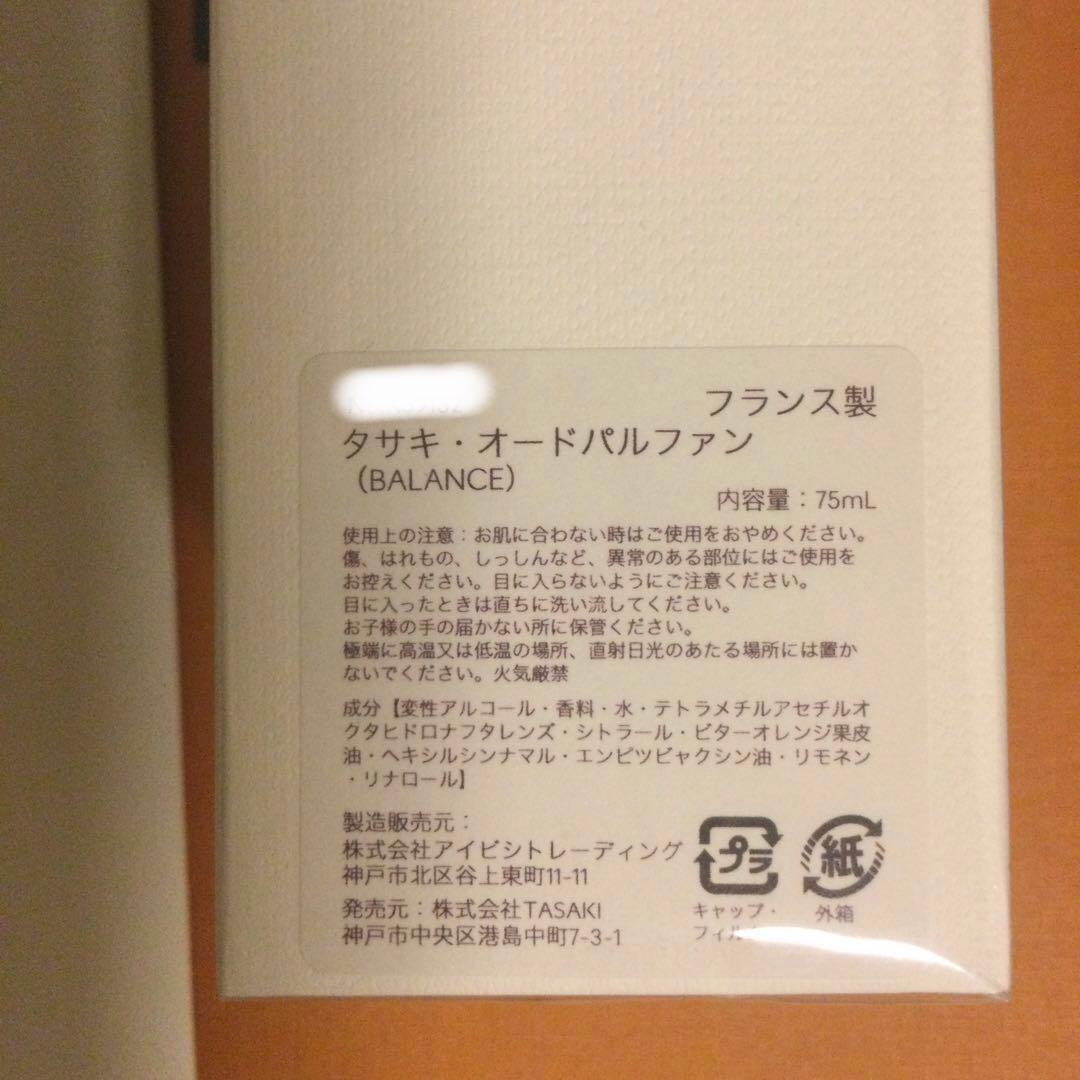 フランス製
タサキ・オードパルファン
（BALANCE）
内容量：75mL
使用上の注意：お肌に合わない時はご使用をおやめください。
傷、はれもの、しっしんなど、異常のある部位にはご使用を
お控えください。目に入らないようにご注意ください。
目に入ったときは直ちに洗い流してください。
お子様の手の届かない所に保管ください。
極端に高温又は低温の場所、直射日光のあたる場所には置か
ないでください。火気厳禁
成分【変性アルコール・香料・水・テトラメチルアセチルオ
クタヒドロナフタレンズ・シトラール・ビターオレンジ果皮
油・ヘキシルシンナマル・エンピツビャクシン油・リモネン
・リナロール】
製造販売元：
株式会社アイビシトレーディング
神戸市北区谷上東町11-11
発売元：株式会社TASAKI
神戸市中央区港島中町7-3-1
プラ
キャップ・
紙
外箱